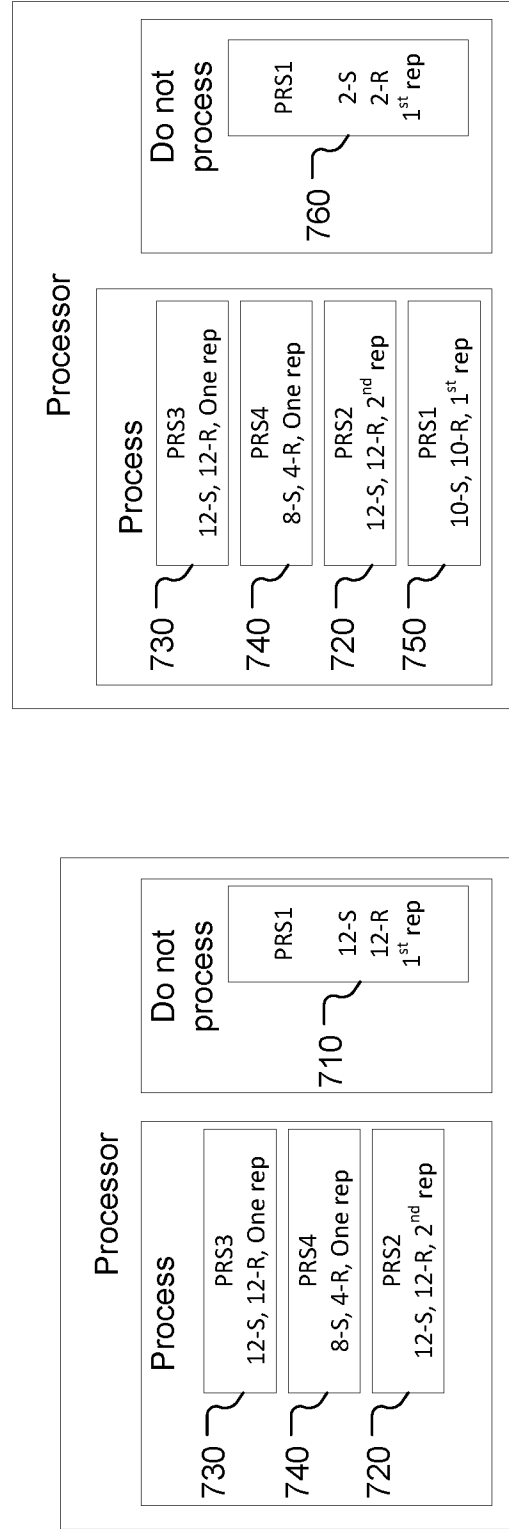 Processor
Process
730
PRS3
12-S, 12-R, One rep
740
PRS4
8-S, 4-R, One rep
720
PRS2
12-S, 12-R, 2nd rep
Do not
process
710
PRS1
12-S
12-R
1st rep
Processor
Process
730
PRS3
12-S, 12-R, One rep
740
PRS4
8-S, 4-R, One rep
720
PRS2
12-S, 12-R, 2nd rep
750
PRS1
10-S, 10-R, 1st rep
Do not
process
760
PRS1
2-S
2-R
1st rep